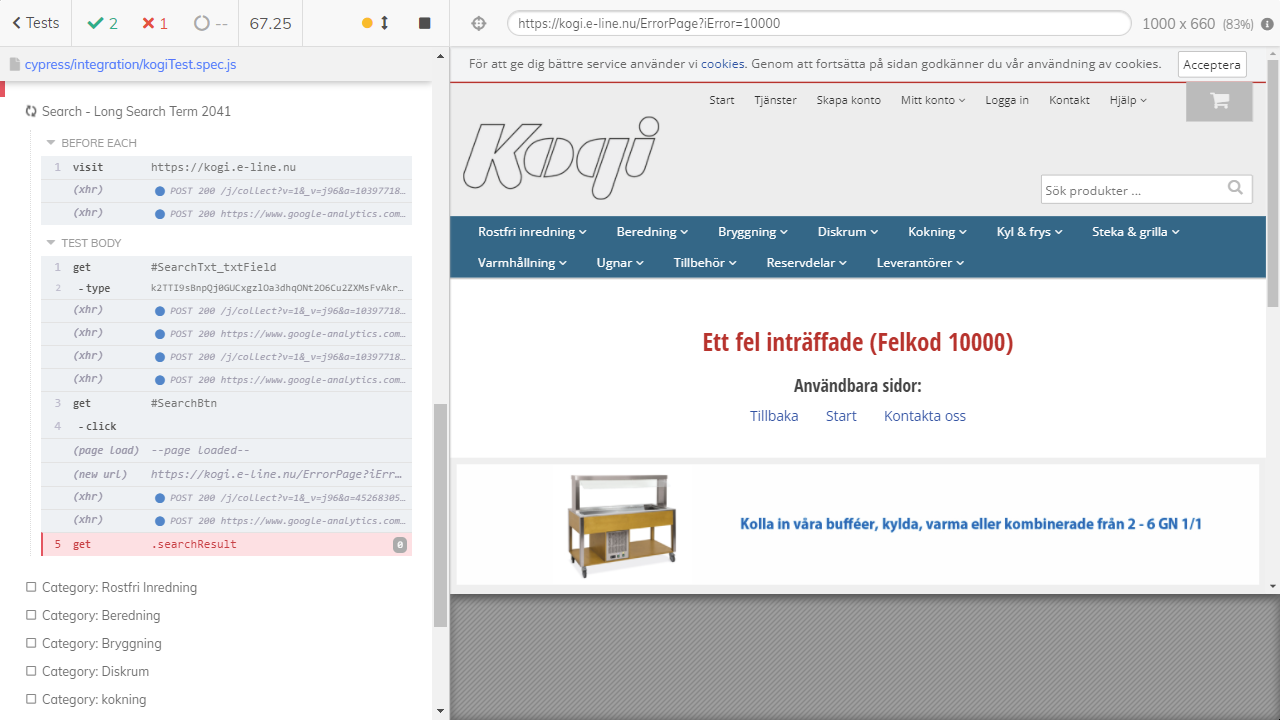 Tests
2
1
--
67.25
https://kogi.e-line.nu/ErrorPage?iError=10000
1000 x 660 (83%)
cypress/integration/kogiTest.spec.js
Search - Long Search Term 2041
BEFORE EACH
1 visit https://kogi.e-line.nu
(xhr) POST 200 /j/collect?v=1&_v=j96&a=10397718...
(xhr) POST 200 https://www.google-analytics.com...
TEST BODY
1 get #SearchTxt_txtField
2 -type k2TTI9sBnpQj0GUCxgzlOa3dhqONt2O6Cu2ZXMsFvAkr...
(xhr) POST 200 /j/collect?v=1&_v=j96&a=10397718...
(xhr) POST 200 https://www.google-analytics.com...
(xhr) POST 200 /j/collect?v=1&_v=j96&a=10397718...
(xhr) POST 200 https://www.google-analytics.com...
3 get #SearchBtn
4 -click
(page load) --page loaded--
(new url) https://kogi.e-line.nu/ErrorPage?iErr...
(xhr) POST 200 /j/collect?v=1&_v=j96&a=45268305...
(xhr) POST 200 https://www.google-analytics.com...
5 get .searchResult 0
Category: Rostfri Inredning
Category: Beredning
Category: Bryggning
Category: Diskrum
Category: kokning
För att ge dig bättre service använder vi cookies. Genom att fortsätta på sidan godkänner du vår användning av cookies. Acceptera
Start Tjänster Skapa konto Mitt konto Logga in Kontakt Hjälp
Kogi
Sök produkter ...
Rostfri inredning Beredning Bryggning Diskrum Kokning Kyl & frys Steka & grilla
Varmhållning Ugnar Tillbehör Reservdelar Leverantörer
Ett fel inträffade (Felkod 10000)
Användbara sidor:
Tillbaka Start Kontakta oss
Kolla in våra bufféer, kylda, varma eller kombinerade från 2 - 6 GN 1/1